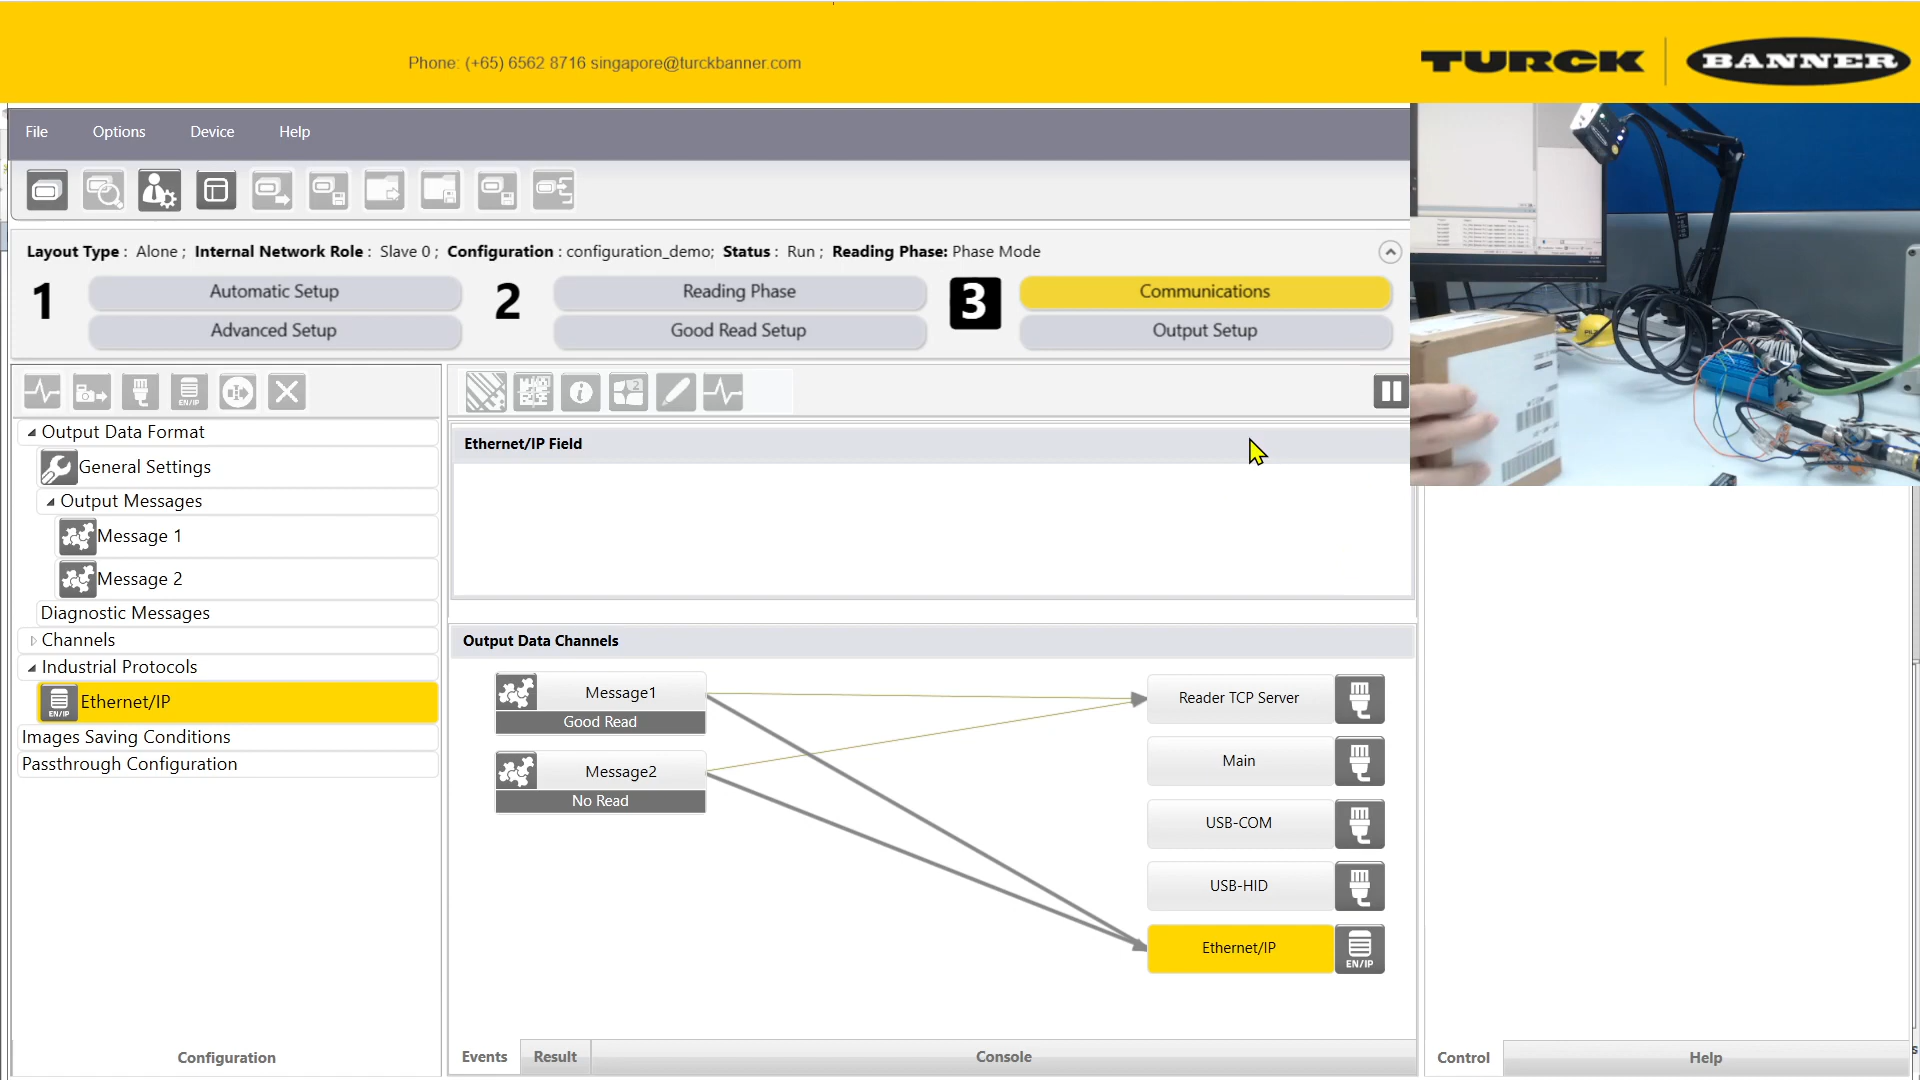 Phone: (+65) 6562 8716 singapore@turckbanner.com
TURCK
BANNER
File Options Device Help
Layout Type : Alone ; Internal Network Role : Slave 0 ; Configuration : configuration_demo; Status : Run ; Reading Phase: Phase Mode
1
Automatic Setup
Advanced Setup
2
Reading Phase
Good Read Setup
3
Communications
Output Setup
EN/IP
Output Data Format
General Settings
Output Messages
Message 1
Message 2
Diagnostic Messages
Channels
Industrial Protocols
EN/IP
Ethernet/IP
Images Saving Conditions
Passthrough Configuration
Configuration
Ethernet/IP Field
Output Data Channels
Message1
Good Read
Message2
No Read
Reader TCP Server
Main
USB-COM
USB-HID
Ethernet/IP
EN/IP
Events Result Console
Control Help